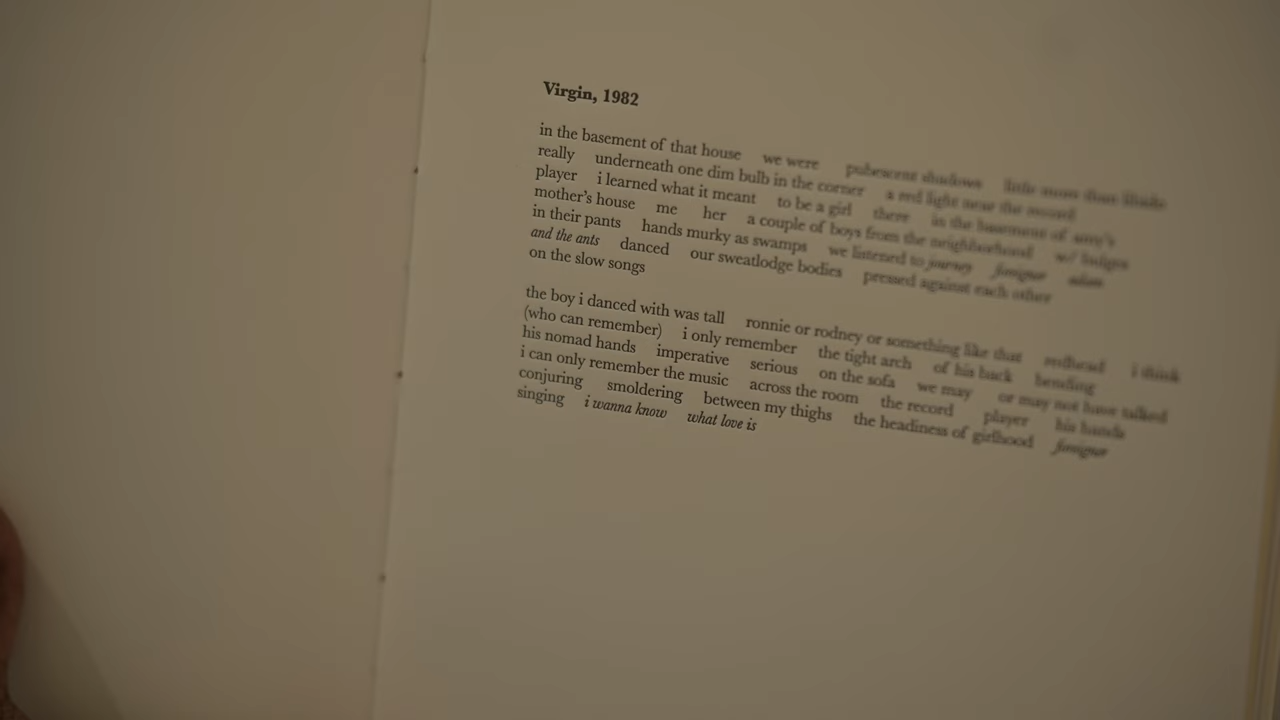 Virgin, 1982
in the basement of that house we were pubescent shadows little more than blinds
really underneath one dim bulb in the corner a red light near the record
player i learned what it meant to be a girl there in the basement of amy's
mother's house me her a couple of boys from the neighborhood w/ bulges
in their pants hands murky as swamps we listened to journey foreigner adam
and the ants danced our sweatlodge bodies pressed against each other
on the slow songs
the boy i danced with was tall ronnie or rodney or something like that redhead i think
(who can remember) i only remember the tight arch of his back bending
his nomad hands imperative serious on the sofa we may or may not have talked
i can only remember the music across the room the record player his hands
conjuring smoldering between my thighs the headiness of girlhood foreigner
singing i wanna know what love is